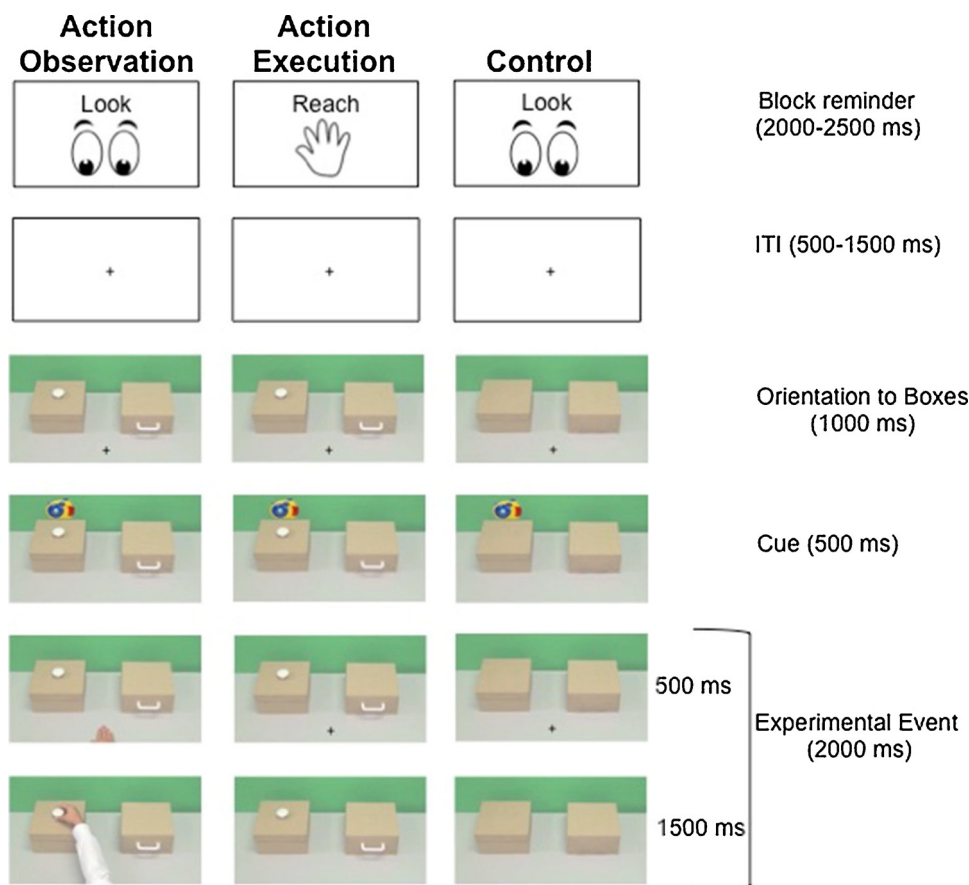 Action
Observation
Action
Execution
Control
Look
Reach
Look
Block reminder
(2000-2500 ms)
ITI (500-1500 ms)
Orientation to Boxes
(1000 ms)
Cue (500 ms)
500 ms
Experimental Event
(2000 ms)
1500 ms